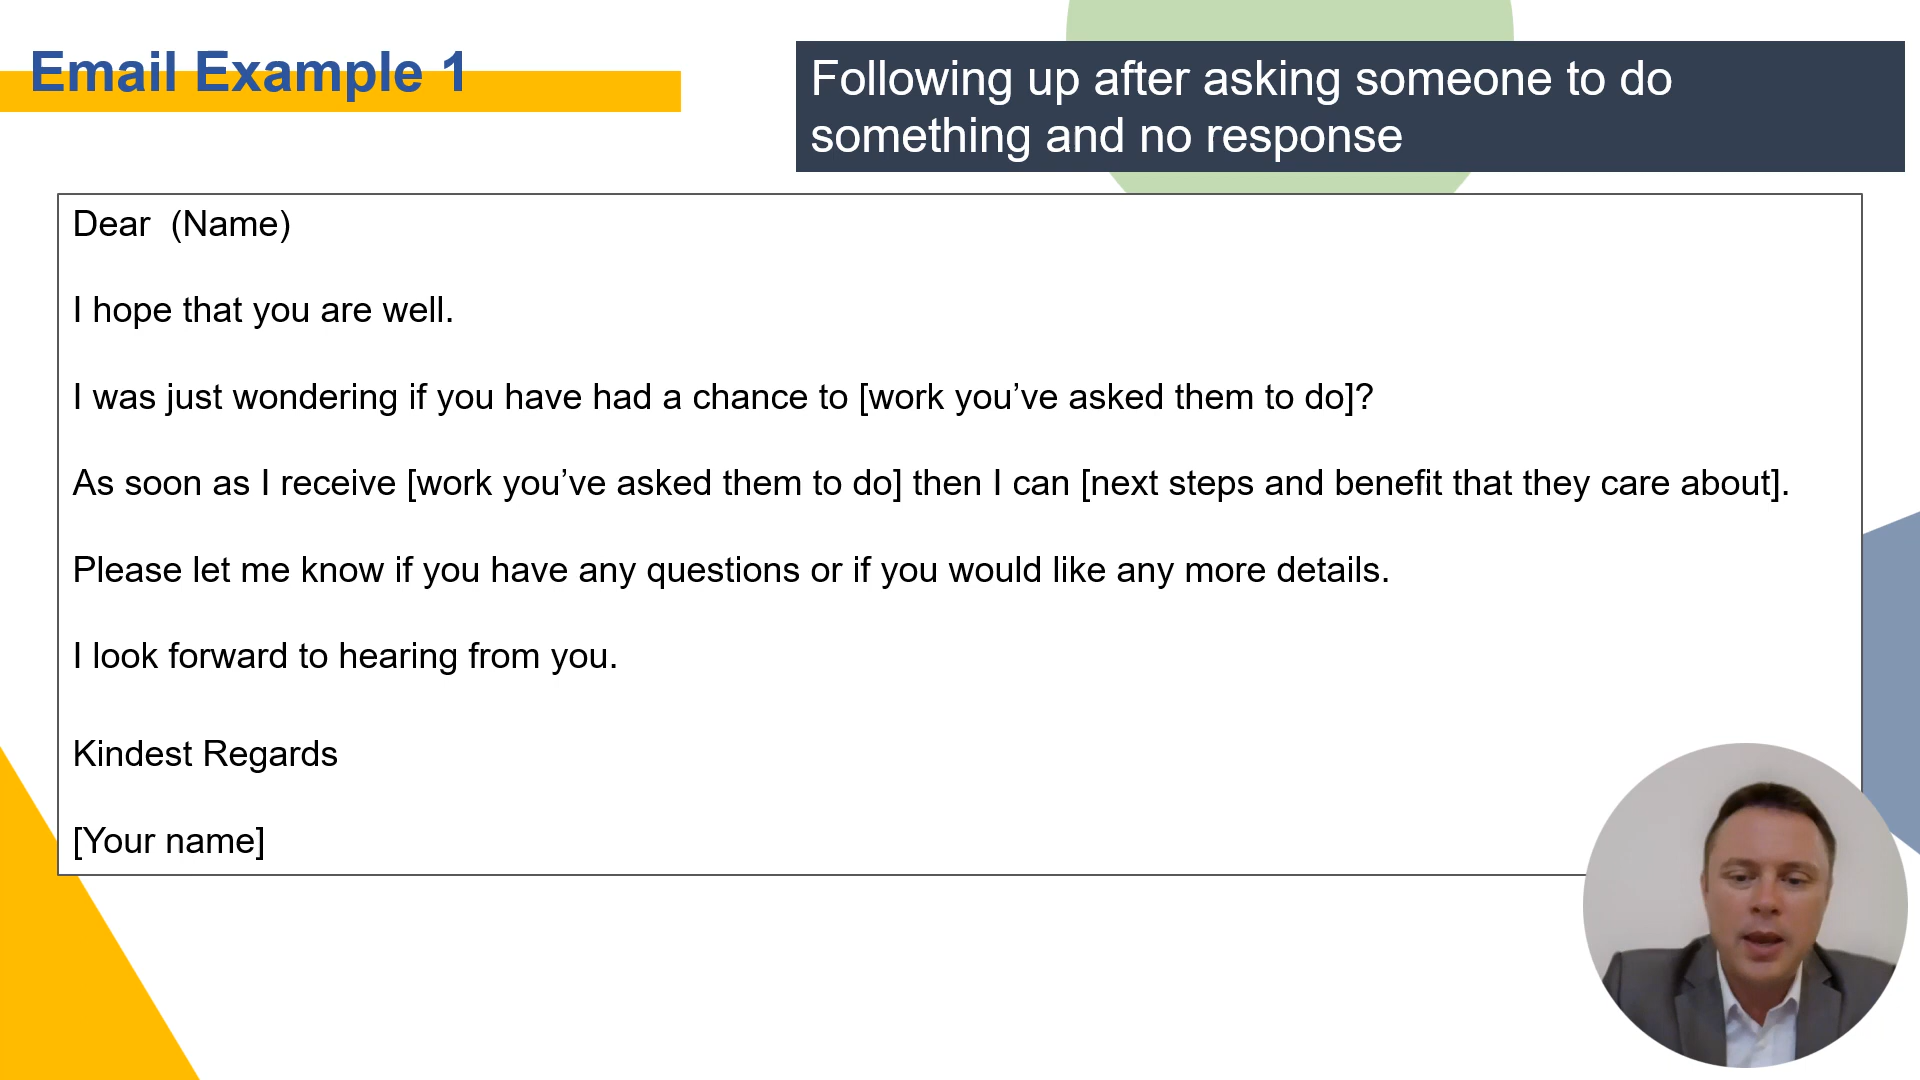 Email Example 1
Following up after asking someone to do
something and no response
Dear (Name)
I hope that you are well.
I was just wondering if you have had a chance to [work you’ve asked them to do]?
As soon as I receive [work you’ve asked them to do] then I can [next steps and benefit that they care about].
Please let me know if you have any questions or if you would like any more details.
I look forward to hearing from you.
Kindest Regards
[Your name]